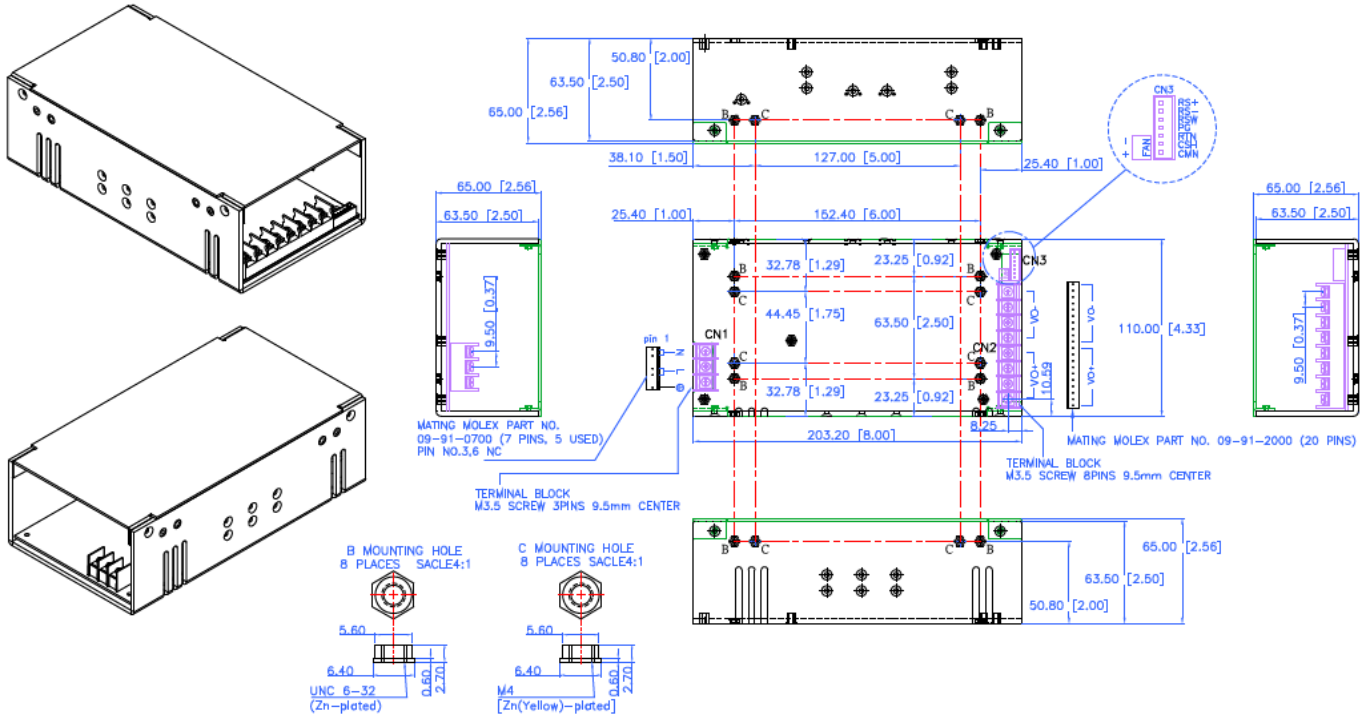 50.80 [2.00]
63.50 [2.50]
65.00 [2.56]
B
C
C
B
38.10 [1.50]
127.00 [5.00]
25.40 [1.00]
CN3
RS+
RS-
RSW
PG
RTN
CS+
CMN
FAN
-
+
65.00 [2.56]
63.50 [2.50]
9.50 [0.37]
25.40 [1.00]
152.40 [6.00]
32.78 [1.29]
23.25 [0.92]
B
B
C
C
44.45 [1.75]
63.50 [2.50]
CN3
CN1
CN2
C
C
B
B
32.78 [1.29]
23.25 [0.92]
10.59
8.25
203.20 [8.00]
110.00 [4.33]
pin 1
N
L
VO-
VO+
VO-
VO+
65.00 [2.56]
63.50 [2.50]
9.50 [0.37]
MATING MOLEX PART NO.
09-91-0700 (7 PINS, 5 USED)
PIN NO.3,6 NC
TERMINAL BLOCK
M3.5 SCREW 3PINS 9.5mm CENTER
MATING MOLEX PART NO. 09-91-2000 (20 PINS)
TERMINAL BLOCK
M3.5 SCREW 8PINS 9.5mm CENTER
B
C
C
B
65.00 [2.56]
63.50 [2.50]
50.80 [2.00]
B MOUNTING HOLE
8 PLACES SACLE4:1
5.60
6.40
0.60
2.70
UNC 6-32
(Zn-plated)
C MOUNTING HOLE
8 PLACES SACLE4:1
5.60
6.40
0.60
2.70
M4
[Zn(Yellow)-plated]